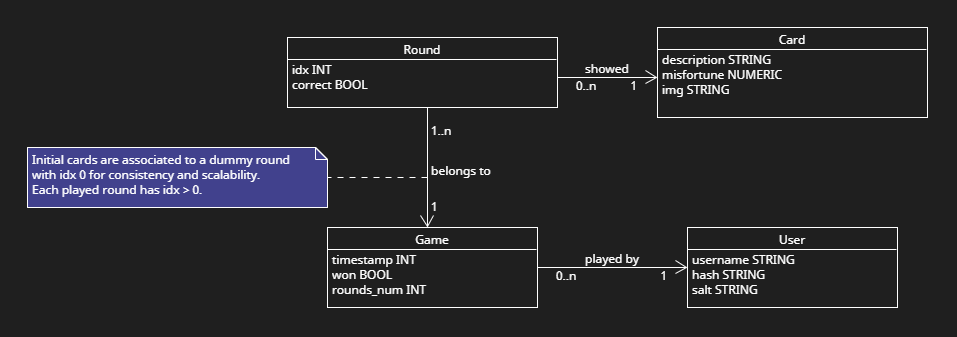 Round
idx INT
correct BOOL
showed
0..n
1
Card
description STRING
misfortune NUMERIC
img STRING
1..n
belongs to
1
Initial cards are associated to a dummy round
with idx 0 for consistency and scalability.
Each played round has idx > 0.
Game
timestamp INT
won BOOL
rounds_num INT
played by
0..n
1
User
username STRING
hash STRING
salt STRING